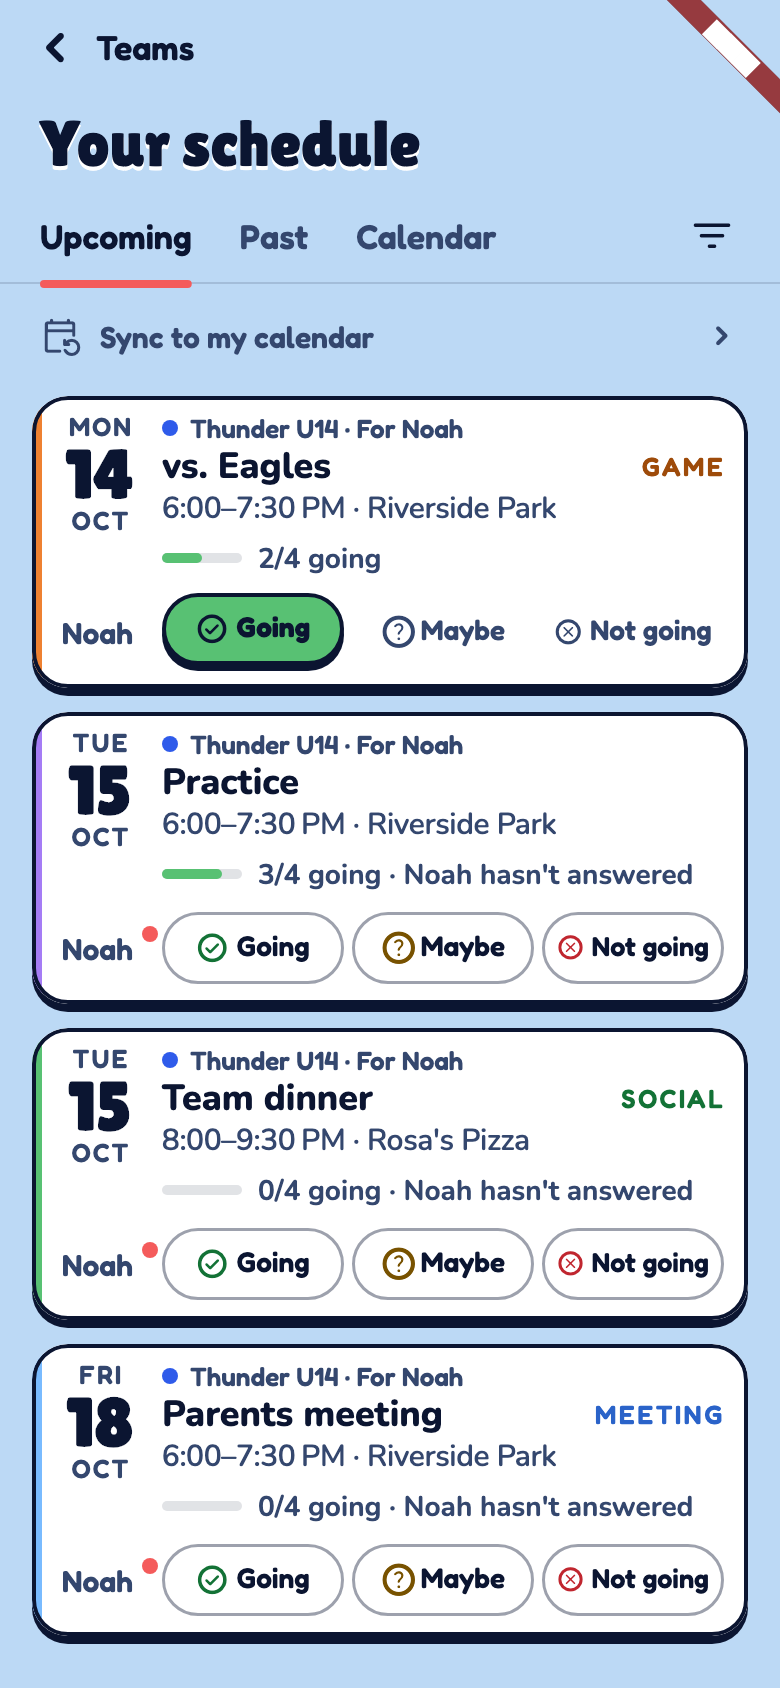 Teams
Your schedule
Upcoming Past Calendar
Sync to my calendar
MON
14
OCT
Thunder U14 · For Noah
vs. Eagles
GAME
6:00–7:30 PM · Riverside Park
2/4 going
Noah
Going
Maybe
Not going
TUE
15
OCT
Thunder U14 · For Noah
Practice
6:00–7:30 PM · Riverside Park
3/4 going · Noah hasn't answered
Noah
Going
Maybe
Not going
TUE
15
OCT
Thunder U14 · For Noah
Team dinner
SOCIAL
8:00–9:30 PM · Rosa's Pizza
0/4 going · Noah hasn't answered
Noah
Going
Maybe
Not going
FRI
18
OCT
Thunder U14 · For Noah
Parents meeting
MEETING
6:00–7:30 PM · Riverside Park
0/4 going · Noah hasn't answered
Noah
Going
Maybe
Not going